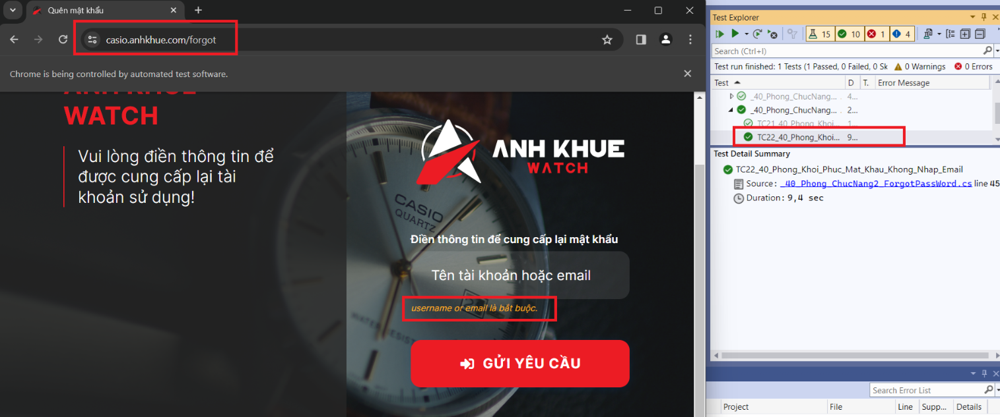 Quên mật khẩu
casio.anhkhue.com/forgot
Chrome is being controlled by automated test software.
ANH KHUE
WATCH
Vui lòng điền thông tin để
được cung cấp lại tài
khoản sử dụng!
ANH KHUE
WATCH
CASIO
QUARTZ
Điền thông tin để cung cấp lại mật khẩu
Tên tài khoản hoặc email
username or email là bắt buộc.
WATER RESIST
GỬI YÊU CẦU
Test Explorer
15 10 1 4
Search (Ctrl+I)
Test run finished: 1 Tests (1 Passed, 0 Failed, 0 Sk 0 Warnings 0 Errors
Test D T. Error Message
_40_Phong_ChucNang... 4...
_40_Phong_ChucNang... 2...
TC21_40_Phong_Khoi... 1...
TC22_40_Phong_Khoi... 9...
Test Detail Summary
TC22_40_Phong_Khoi_Phuc_Mat_Khau_Khong_Nhap_Email
Source: _40_Phong_ChucNang2_ForgotPassWord.cs line 45
Duration: 9,4 sec
Search Error List
Project File Line Supp... Details